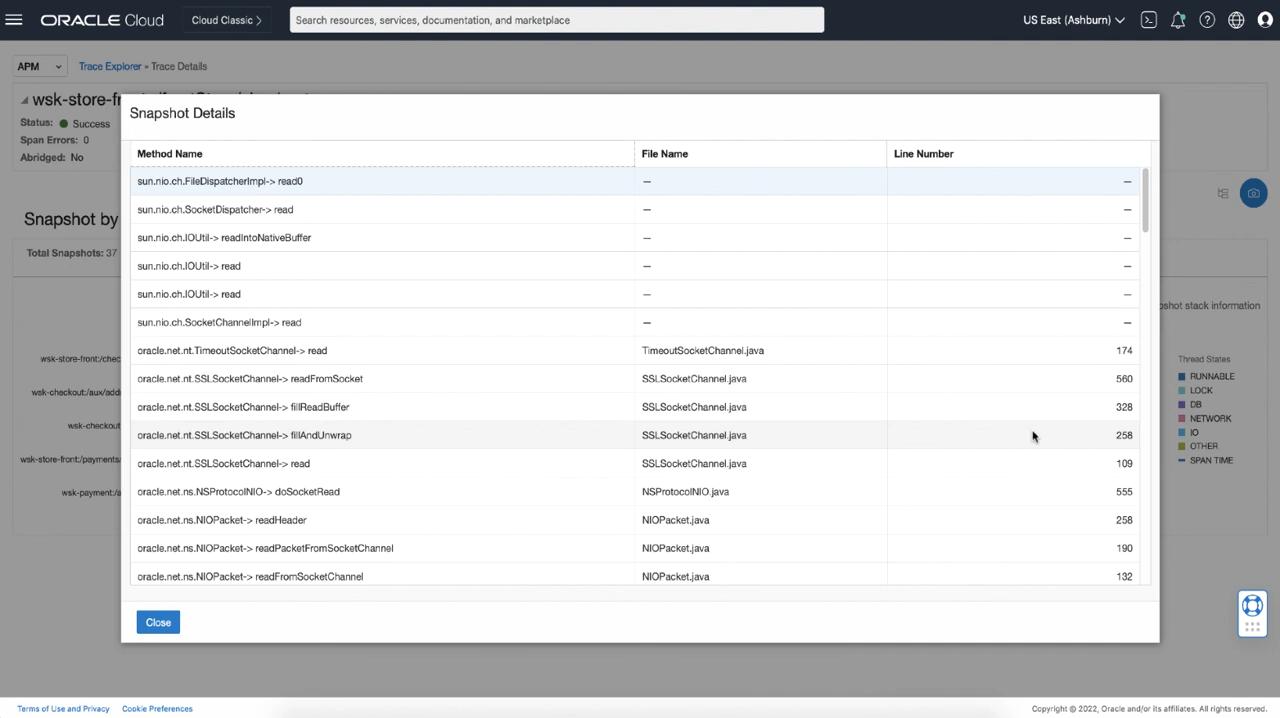 ORACLE Cloud
Cloud Classic
Search resources, services, documentation, and marketplace
US East (Ashburn)
APM
Trace Explorer » Trace Details
wsk-store-fr
Status: Success
Span Errors: 0
Abridged: No
Snapshot by
Total Snapshots: 37
wsk-store-front:/chec
wsk-checkout:/aux/add
wsk-checkout
wsk-store-front:/payments
wsk-payment:/a
Snapshot Details
Method Name File Name Line Number
sun.nio.ch.FileDispatcherImpl-> read0 — —
sun.nio.ch.SocketDispatcher-> read — —
sun.nio.ch.IOUtil-> readIntoNativeBuffer — —
sun.nio.ch.IOUtil-> read — —
sun.nio.ch.IOUtil-> read — —
sun.nio.ch.SocketChannelImpl-> read — —
oracle.net.nt.TimeoutSocketChannel-> read TimeoutSocketChannel.java 174
oracle.net.nt.SSLSocketChannel-> readFromSocket SSLSocketChannel.java 560
oracle.net.nt.SSLSocketChannel-> fillReadBuffer SSLSocketChannel.java 328
oracle.net.nt.SSLSocketChannel-> fillAndUnwrap SSLSocketChannel.java 258
oracle.net.nt.SSLSocketChannel-> read SSLSocketChannel.java 109
oracle.net.ns.NSProtocolNIO-> doSocketRead NSProtocolNIO.java 555
oracle.net.ns.NIOPacket-> readHeader NIOPacket.java 258
oracle.net.ns.NIOPacket-> readPacketFromSocketChannel NIOPacket.java 190
oracle.net.ns.NIOPacket-> readFromSocketChannel NIOPacket.java 132
Close
pshot stack information
Thread States
RUNNABLE
LOCK
DB
NETWORK
IO
OTHER
SPAN TIME
Terms of Use and Privacy Cookie Preferences
Copyright © 2022, Oracle and/or its affiliates. All rights reserved.